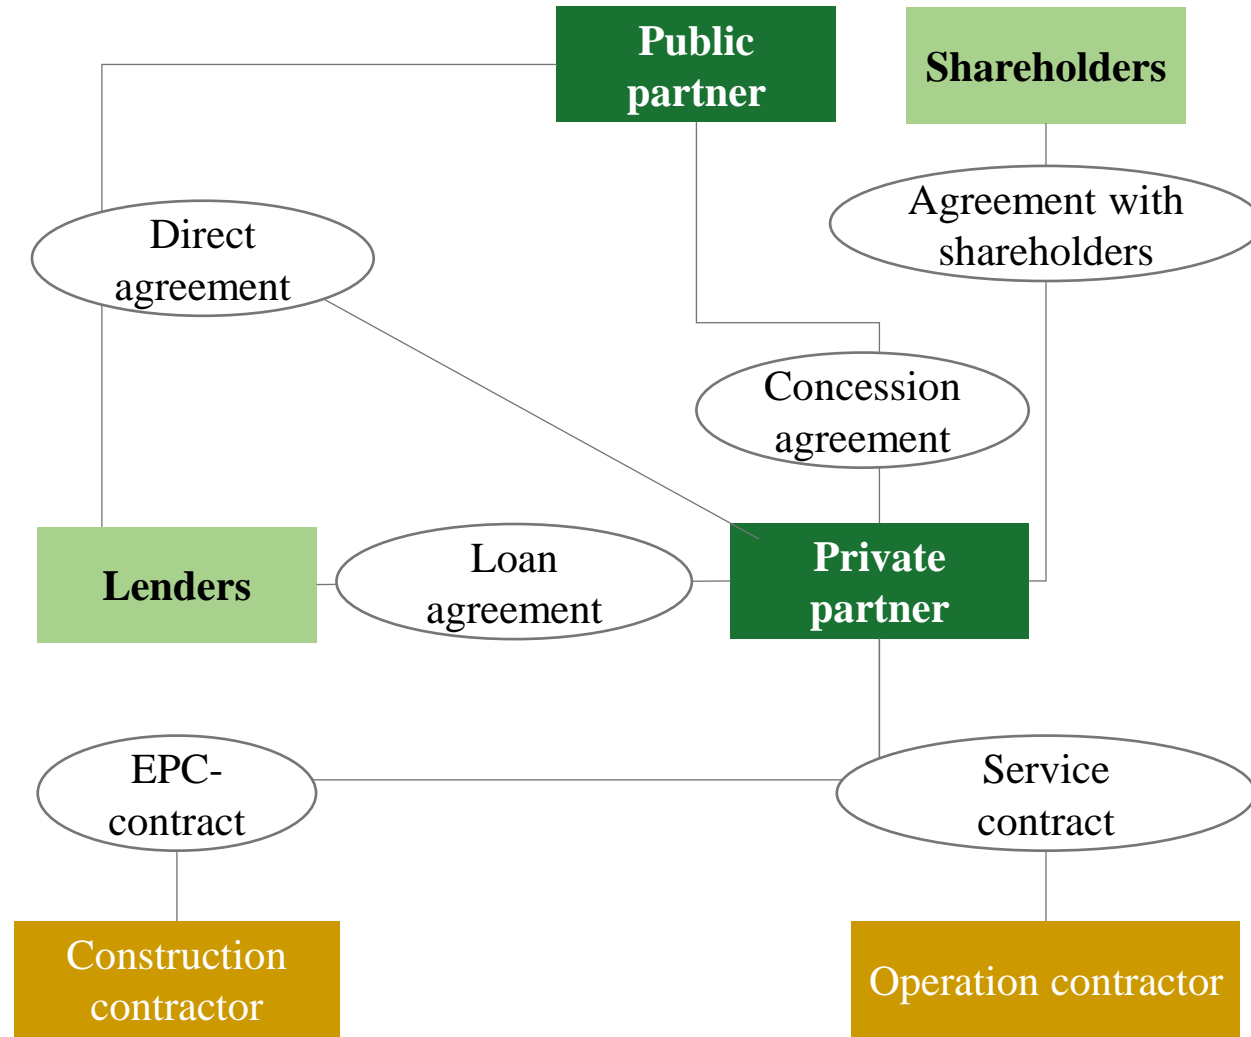 Public
partner
Shareholders
Direct
agreement
Agreement with
shareholders
Concession
agreement
Lenders
Loan
agreement
Private
partner
EPC-
contract
Service
contract
Construction
contractor
Operation contractor